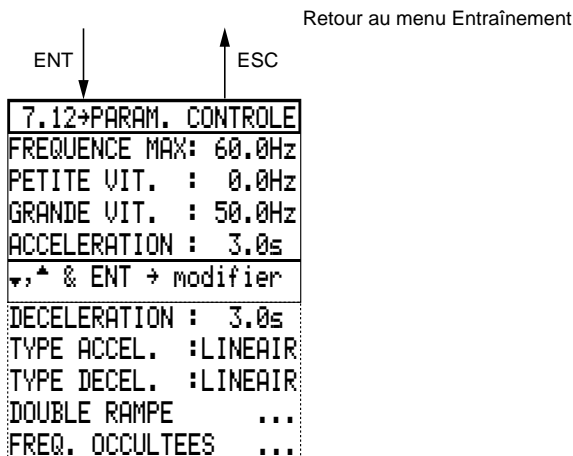 Retour au menu Entraînement
ENT
ESC
7.12→PARAM. CONTROLE
FREQUENCE MAX: 60.0Hz
PETITE VIT. : 0.0Hz
GRANDE VIT. : 50.0Hz
ACCELERATION : 3.0s
▼,▲ & ENT → modifier
DECELERATION : 3.0s
TYPE ACCEL. :LINEAIR
TYPE DECEL. :LINEAIR
DOUBLE RAMPE ...
FREQ. OCCULTEES ...